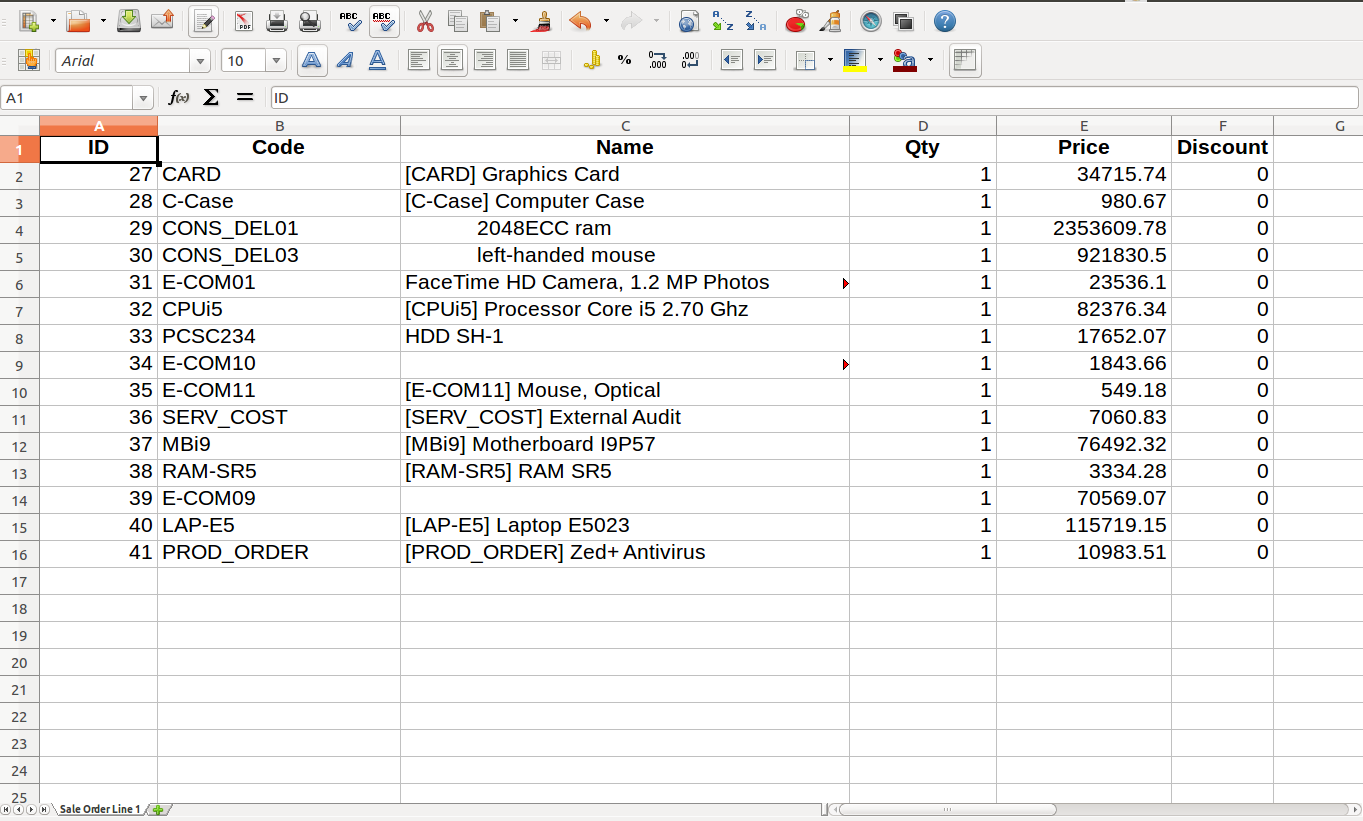 PDF ABC ABC A Z Z A ?
Arial 10 A A A % .000 .000 a
A1 f(x) Σ = ID
A B C D E F G
1 ID Code Name Qty Price Discount
2 27 CARD [CARD] Graphics Card 1 34715.74 0
3 28 C-Case [C-Case] Computer Case 1 980.67 0
4 29 CONS_DEL01 2048ECC ram 1 2353609.78 0
5 30 CONS_DEL03 left-handed mouse 1 921830.5 0
6 31 E-COM01 FaceTime HD Camera, 1.2 MP Photos 1 23536.1 0
7 32 CPUi5 [CPUi5] Processor Core i5 2.70 Ghz 1 82376.34 0
8 33 PCSC234 HDD SH-1 1 17652.07 0
9 34 E-COM10 1 1843.66 0
10 35 E-COM11 [E-COM11] Mouse, Optical 1 549.18 0
11 36 SERV_COST [SERV_COST] External Audit 1 7060.83 0
12 37 MBi9 [MBi9] Motherboard I9P57 1 76492.32 0
13 38 RAM-SR5 [RAM-SR5] RAM SR5 1 3334.28 0
14 39 E-COM09 1 70569.07 0
15 40 LAP-E5 [LAP-E5] Laptop E5023 1 115719.15 0
16 41 PROD_ORDER [PROD_ORDER] Zed+ Antivirus 1 10983.51 0
17
18
19
20
21
22
23
24
25
Sale Order Line 1